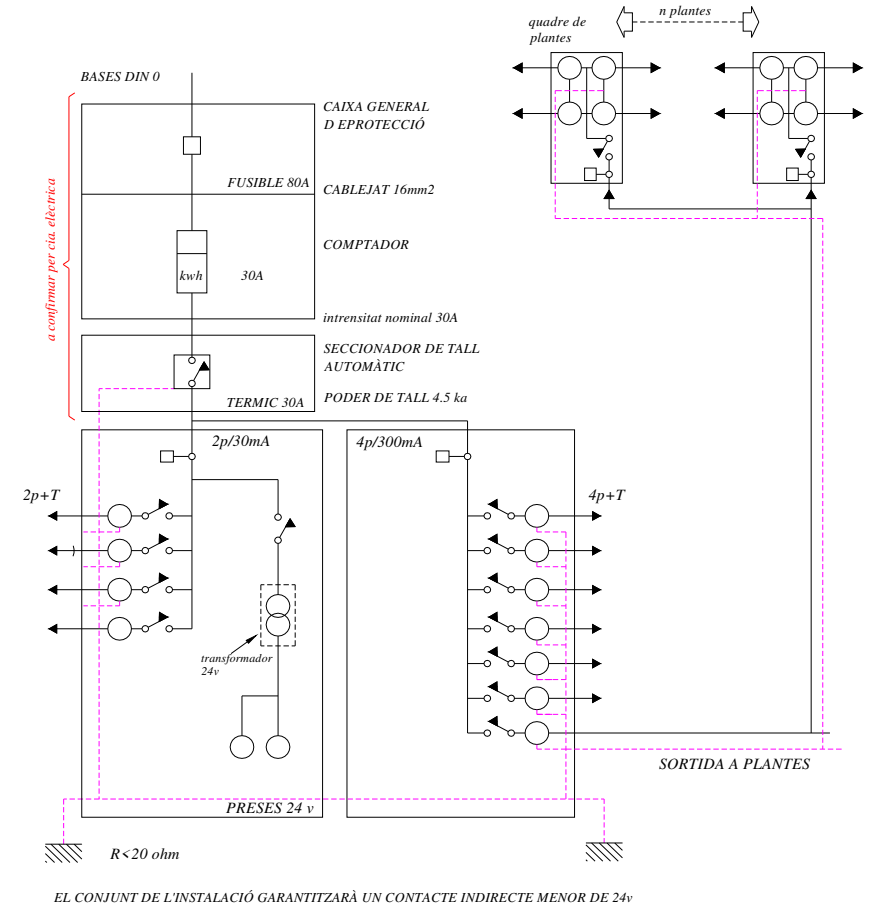 n plantes
quadre de
plantes
BASES DIN 0
CAIXA GENERAL
D EPROTECCIÓ
FUSIBLE 80A
CABLEJAT 16mm2
COMPTADOR
kwh
30A
a confirmar per cia. elèctrica
intrensitat nominal 30A
SECCIONADOR DE TALL
AUTOMÀTIC
TERMIC 30A
PODER DE TALL 4.5 ka
2p/30mA
4p/300mA
2p+T
4p+T
transformador
24v
SORTIDA A PLANTES
PRESES 24 v
R<20 ohm
EL CONJUNT DE L'INSTALACIÓ GARANTITZARÀ UN CONTACTE INDIRECTE MENOR DE 24v